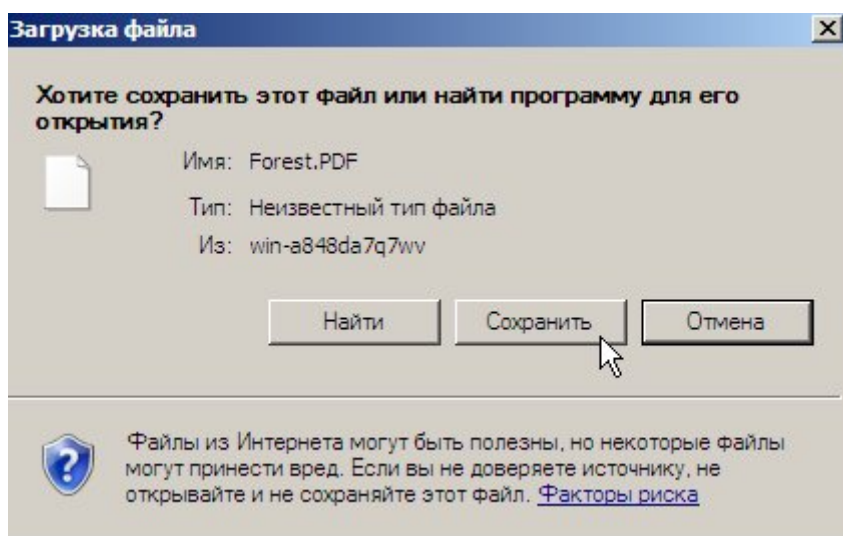 Загрузка файла
Хотите сохранить этот файл или найти программу для его
открытия?
Имя: Forest.PDF
Тип: Неизвестный тип файла
Из: win-a848da7q7wv
Найти Сохранить Отмена
Файлы из Интернета могут быть полезны, но некоторые файлы
могут принести вред. Если вы не доверяете источнику, не
открывайте и не сохраняйте этот файл. Факторы риска